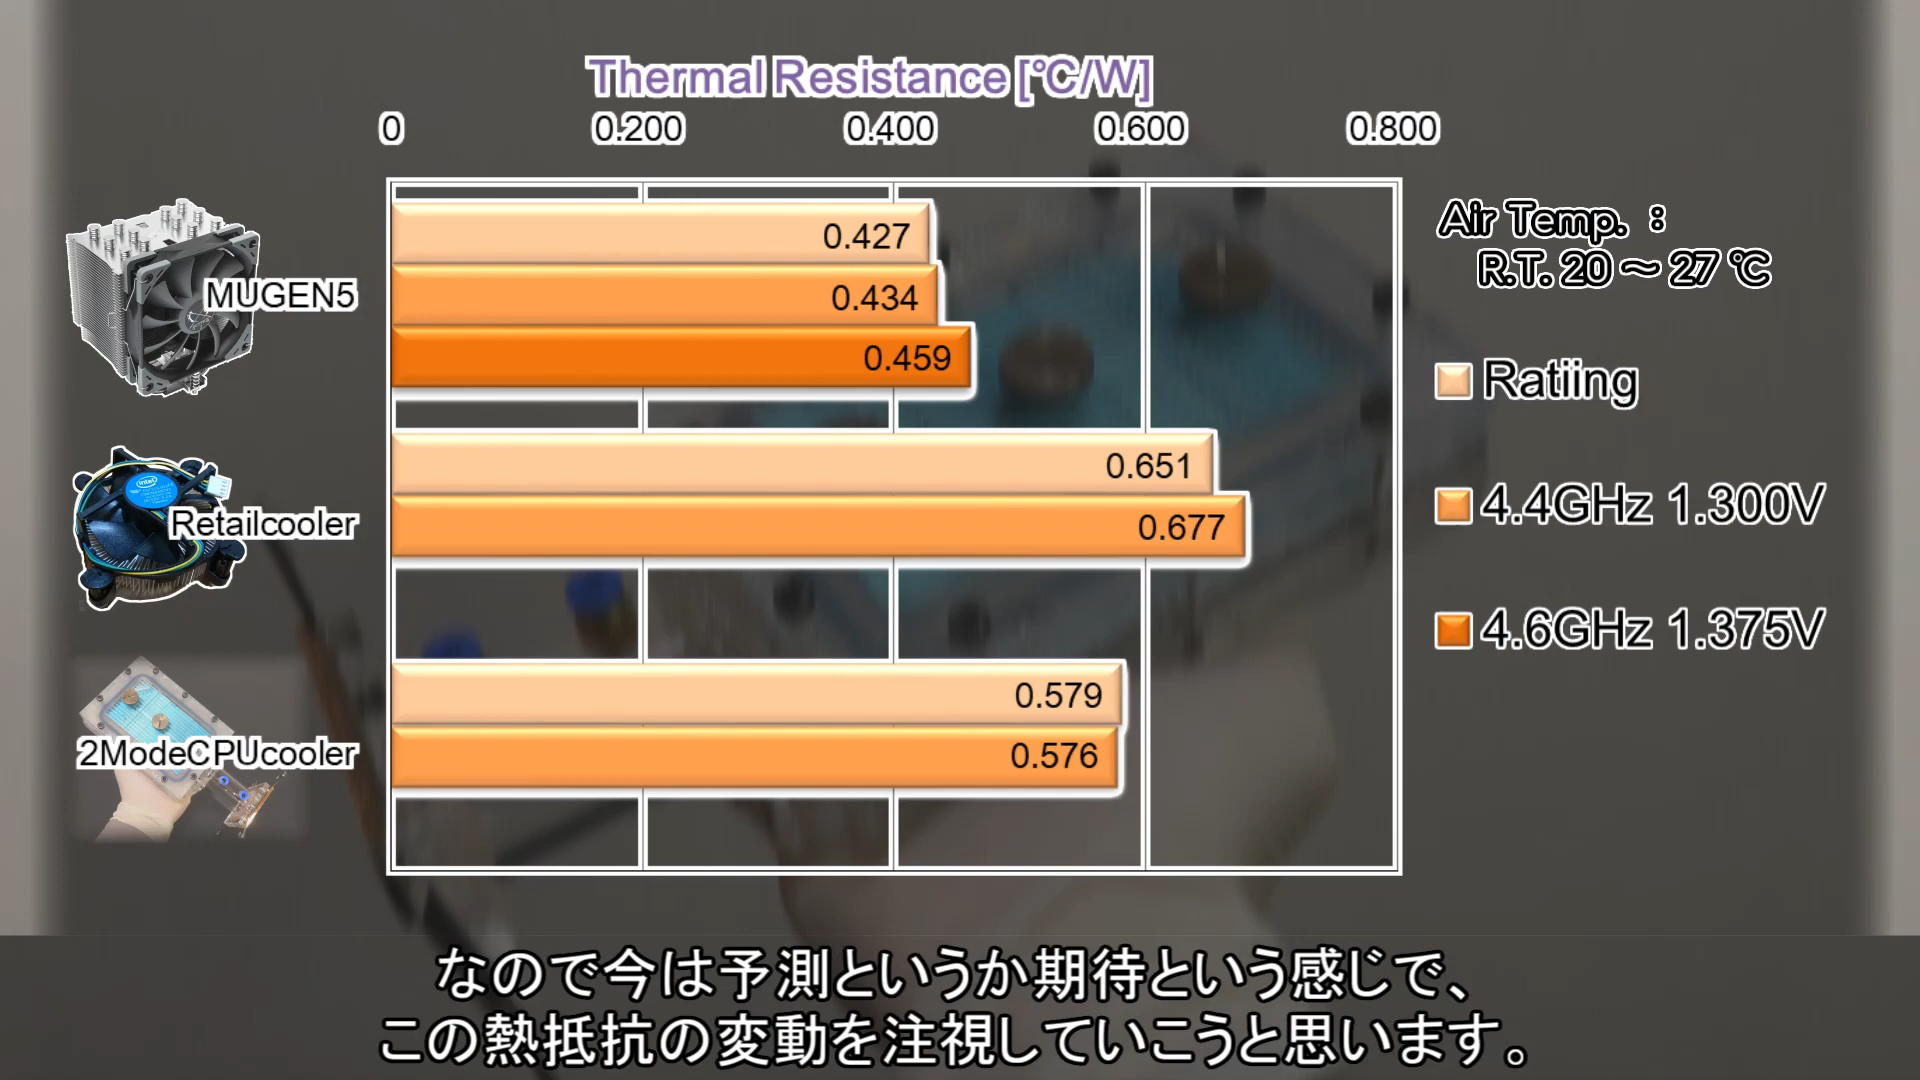 Thermal Resistance [℃/W]
0 0.200 0.400 0.600 0.800
Air Temp. :
R.T. 20 ～ 27 ℃
MUGEN5
0.427
0.434
0.459
Ratiing
intel
Retailcooler
0.651
0.677
4.4GHz 1.300V
4.6GHz 1.375V
2ModeCPUcooler
0.579
0.576
なので今は予測というか期待という感じで、
この熱抵抗の変動を注視していこうと思います。